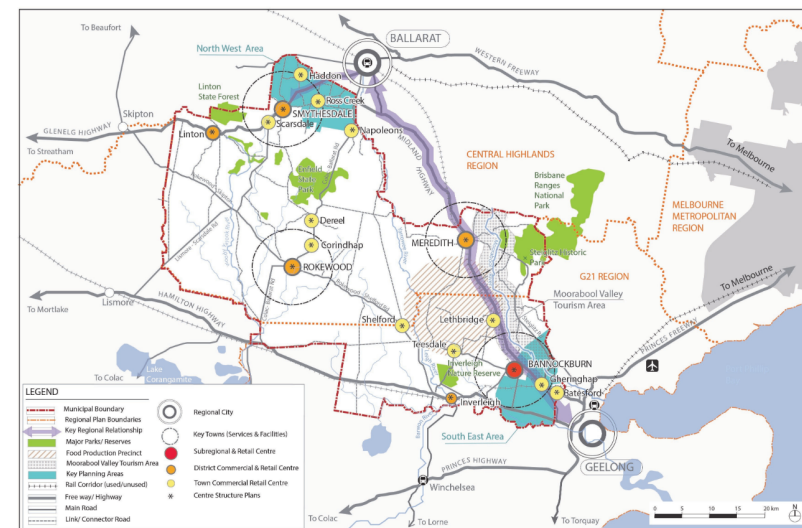 To Beaufort
BALLARAT
North West Area
WESTERN FREEWAY
Haddon
Linton
State Forest
Ross Creek
SMYTHESDALE
Skipton
Scarsdale
Linton
Napoleons
GLENELG HIGHWAY
To Streatham
MIDLAND HIGHWAY
CENTRAL HIGHLANDS
REGION
To Melbourne
Brisbane
Ranges
National
Park
MELBOURNE
METROPOLITAN
REGION
State
Park
Dereel
MEREDITH
Steiglitz Historic
Park
Corindhap
ROKEWOOD
G21 REGION
To Melbourne
Moorabool Valley
Tourism Area
To Mortlake
Lismore
HAMILTON HIGHWAY
Shelford
Lethbridge
PRINCES FREEWAY
Teesdale
BANNOCKBURN
Inverleigh
Nature Reserve
Gheringhap
Batesford
Lake
Corangamite
To Colac
Inverleigh
South East Area
GEELONG
PRINCES HIGHWAY
Winchelsea
To Colac
To Lorne
To Torquay
LEGEND
Municipal Boundary
Regional Plan Boundaries
Key Regional Relationship
Major Parks/ Reserves
Food Production Precinct
Moorabool Valley Tourism Area
Key Planning Areas
Rail Corridor (used/unused)
Free way/ Highway
Main Road
Link/ Connector Road
Regional City
Key Towns (Services & Facilities)
Subregional & Retail Centre
District Commercial & Retail Centre
Town Commercial Retail Centre
Centre Structure Plans
0 5 10 15 20 km
N